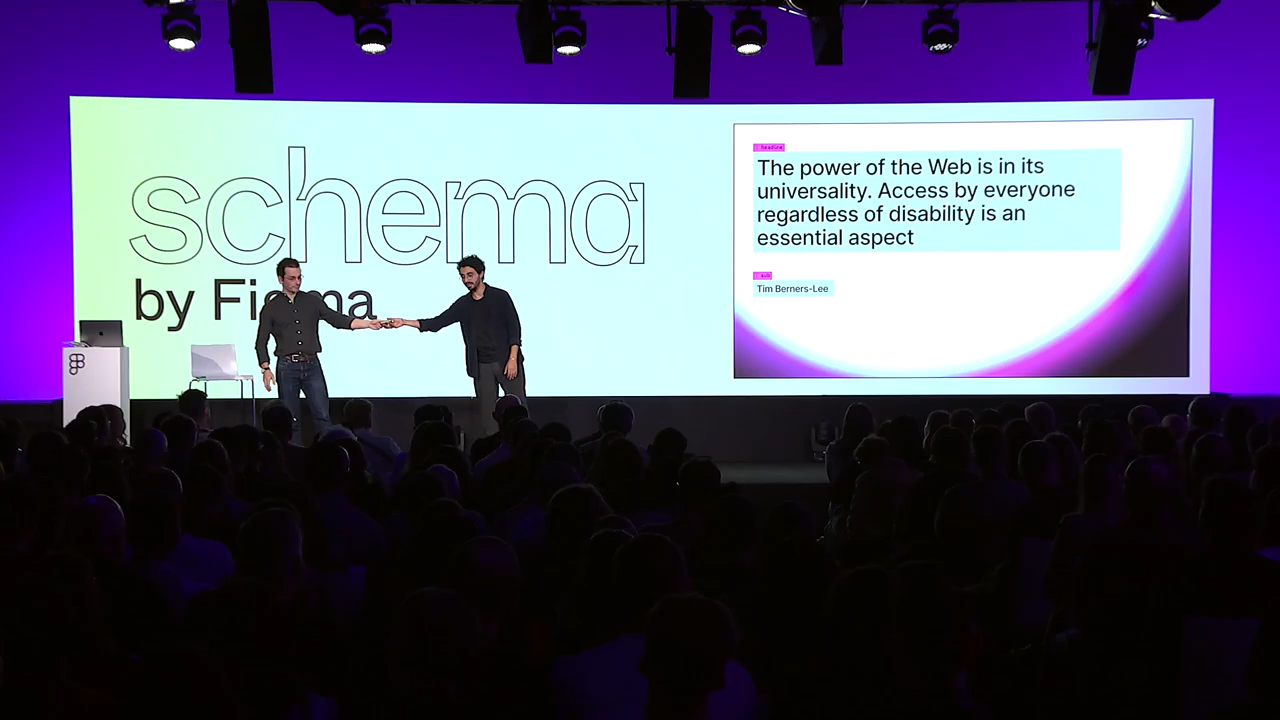 schema
by Figma
headline
The power of the Web is in its
universality. Access by everyone
regardless of disability is an
essential aspect
Tim Berners-Lee